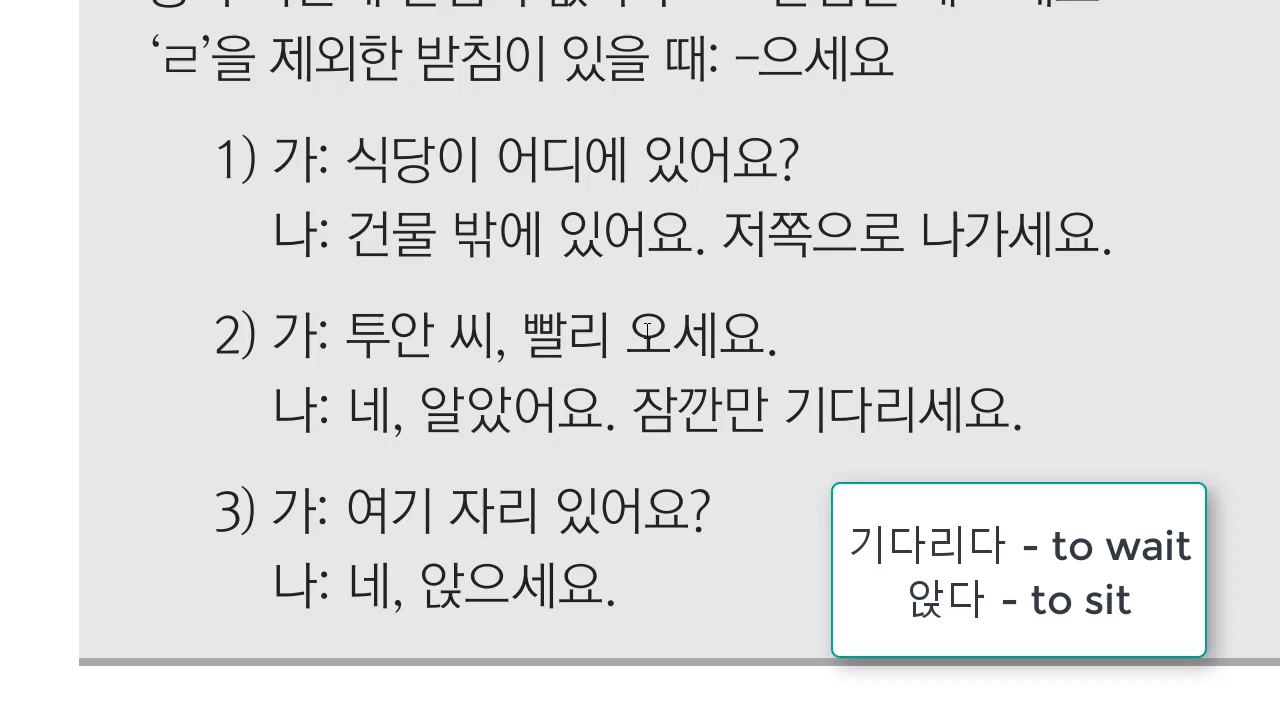 ‘ㄹ’을 제외한 받침이 있을 때: –으세요
1) 가: 식당이 어디에 있어요?
나: 건물 밖에 있어요. 저쪽으로 나가세요.
2) 가: 투안 씨, 빨리 오세요.
나: 네, 알았어요. 잠깐만 기다리세요.
3) 가: 여기 자리 있어요?
나: 네, 앉으세요.
기다리다 - to wait
앉다 - to sit